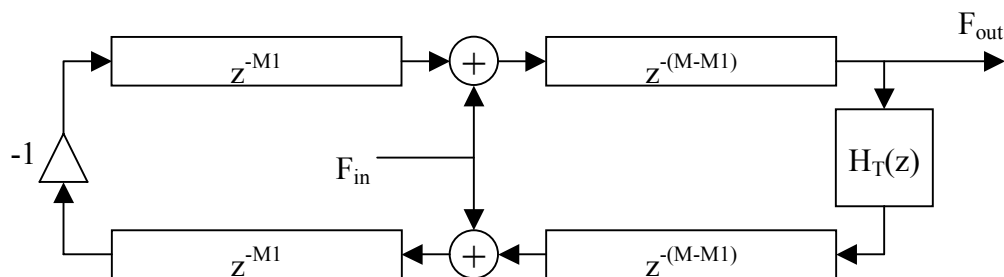 F_out
z^-M1
+
z^-(M-M1)
-1
F_in
H_T(z)
z^-M1
+
z^-(M-M1)